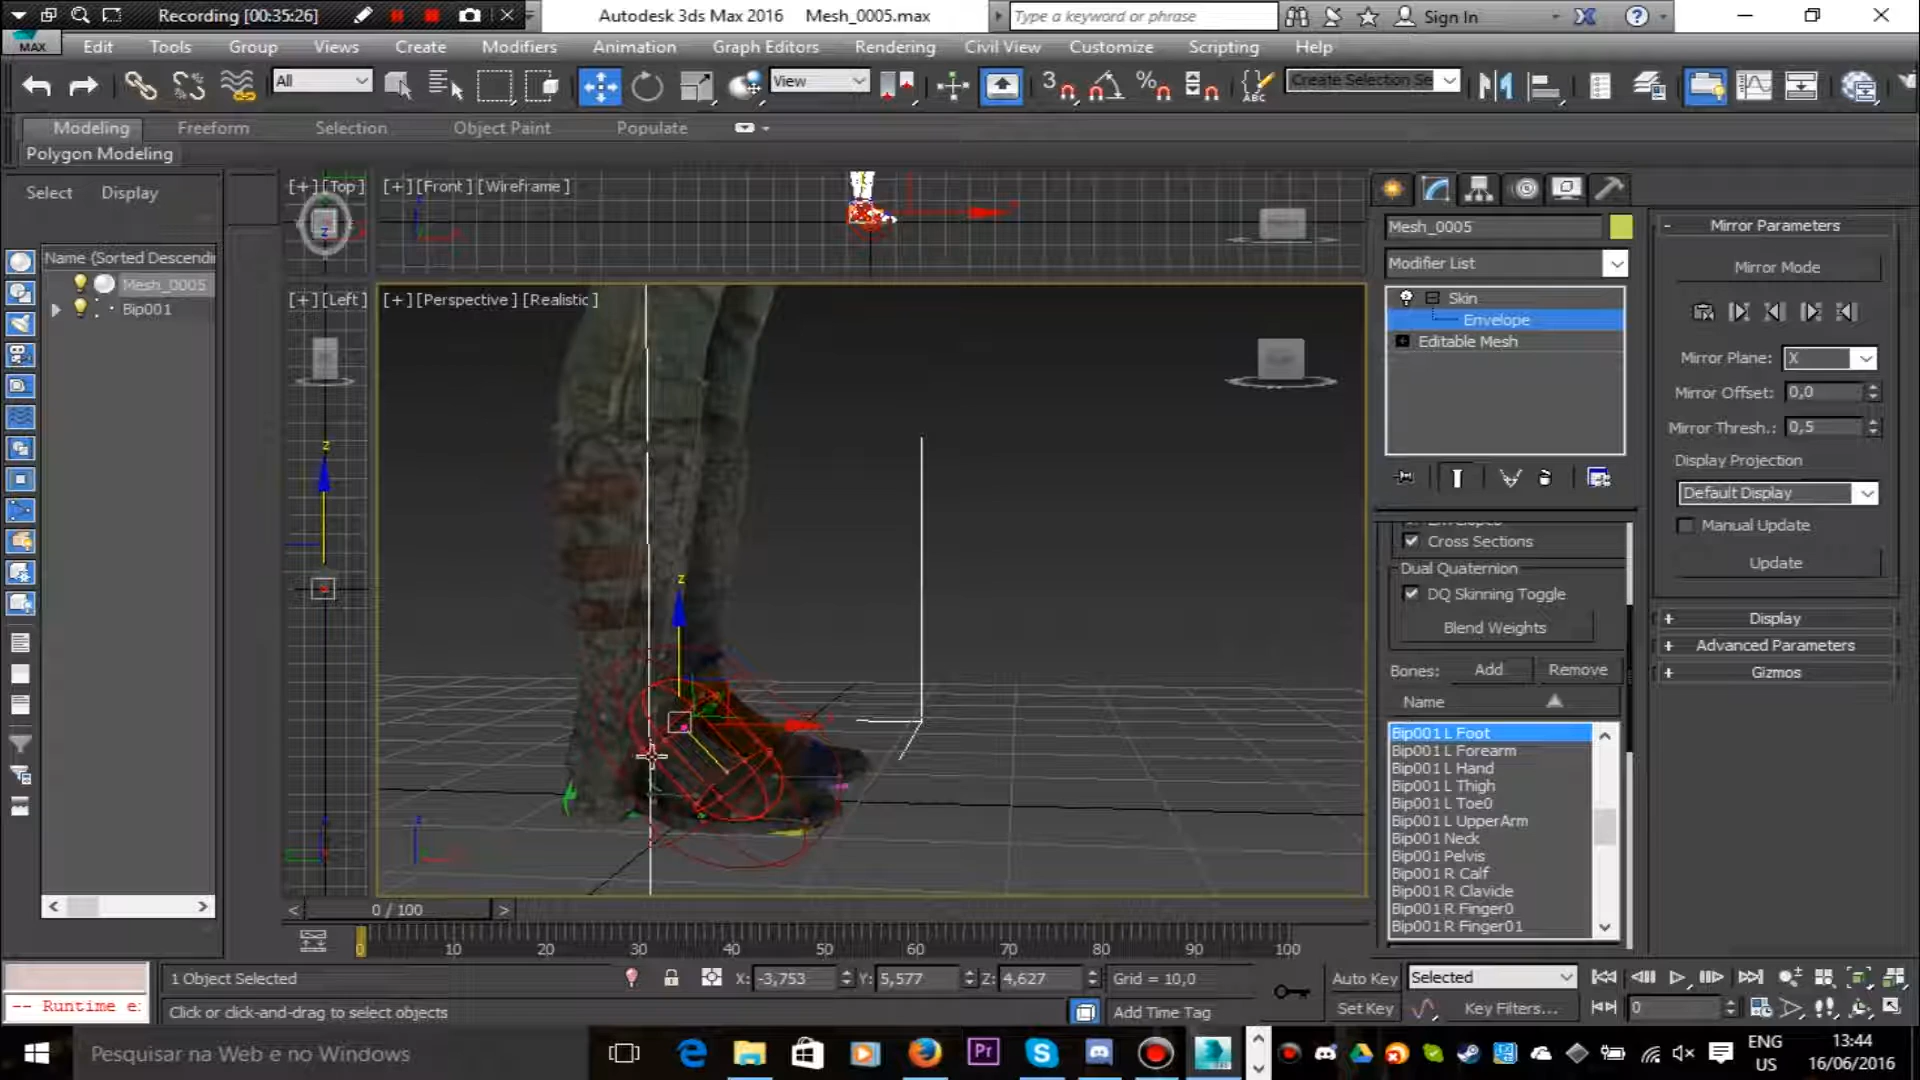 Recording [00:35:26]
Autodesk 3ds Max 2016 Mesh_0005.max
Type a keyword or phrase
Sign In
MAX
Edit Tools Group Views Create Modifiers Animation Graph Editors Rendering Civil View Customize Scripting Help
All
View
3
%
ABC
Create Selection Se
Modeling Freeform Selection Object Paint Populate
Polygon Modeling
Select Display
Name (Sorted Descendin
Mesh_0005
Bip001
[+] [Top]
[+] [Front] [Wireframe]
[+] [Left]
[+] [Perspective] [Realistic]
z
z
0 / 100
0 10 20 30 40 50 60 70 80 90 100
Mesh_0005
Modifier List
Skin
Envelope
Editable Mesh
Envelopes
Cross Sections
Dual Quaternion
DQ Skinning Toggle
Blend Weights
Bones: Add Remove
Name
Bip001 L Foot
Bip001 L Forearm
Bip001 L Hand
Bip001 L Thigh
Bip001 L Toe0
Bip001 L UpperArm
Bip001 Neck
Bip001 Pelvis
Bip001 R Calf
Bip001 R Clavicle
Bip001 R Finger0
Bip001 R Finger01
- Mirror Parameters
Mirror Mode
Mirror Plane: X
Mirror Offset: 0,0
Mirror Thresh.: 0,5
Display Projection
Default Display
Manual Update
Update
+ Display
+ Advanced Parameters
+ Gizmos
-- Runtime e:
1 Object Selected
Click or click-and-drag to select objects
X: -3,753 Y: 5,577 Z: 4,627
Grid = 10,0
Add Time Tag
Auto Key Selected
Set Key Key Filters...
0
Pesquisar na Web e no Windows
Pr
ENG
US
13:44
16/06/2016